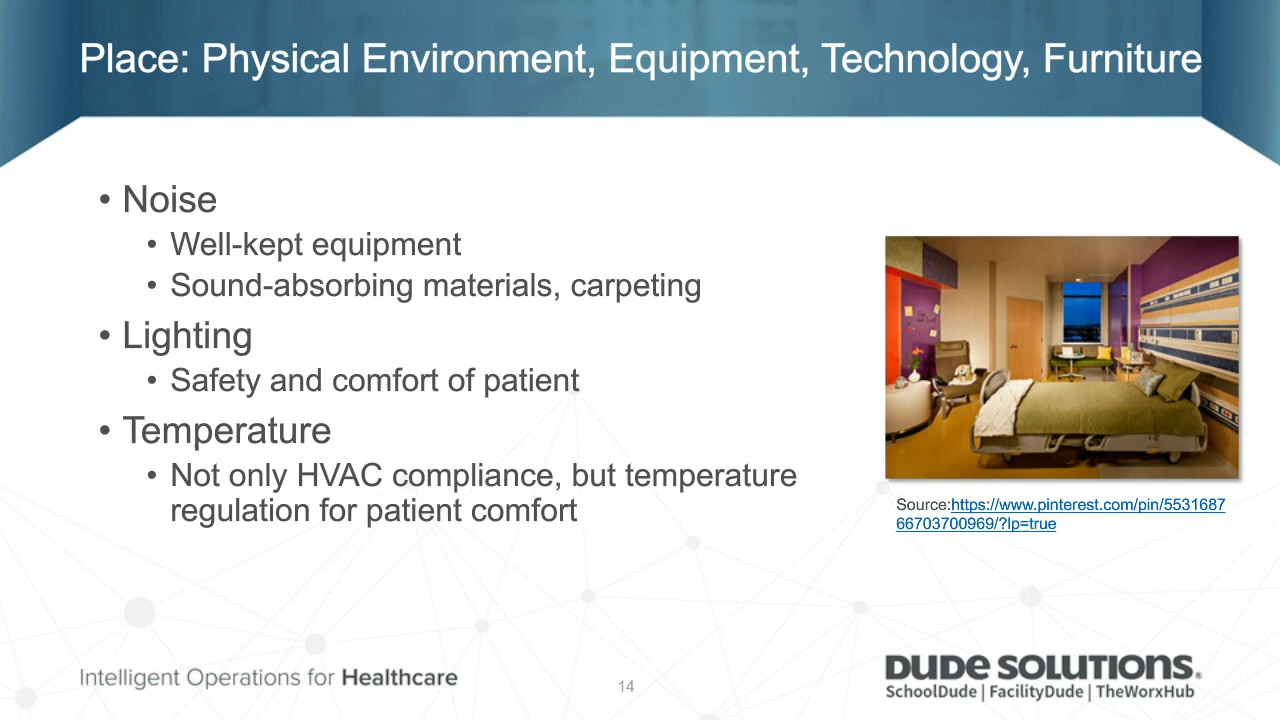 Place: Physical Environment, Equipment, Technology, Furniture
• Noise
• Well-kept equipment
• Sound-absorbing materials, carpeting
• Lighting
• Safety and comfort of patient
• Temperature
• Not only HVAC compliance, but temperature
regulation for patient comfort
Source:https://www.pinterest.com/pin/5531687
66703700969/?lp=true
Intelligent Operations for Healthcare
14
DUDE SOLUTIONS®
SchoolDude | FacilityDude | TheWorxHub